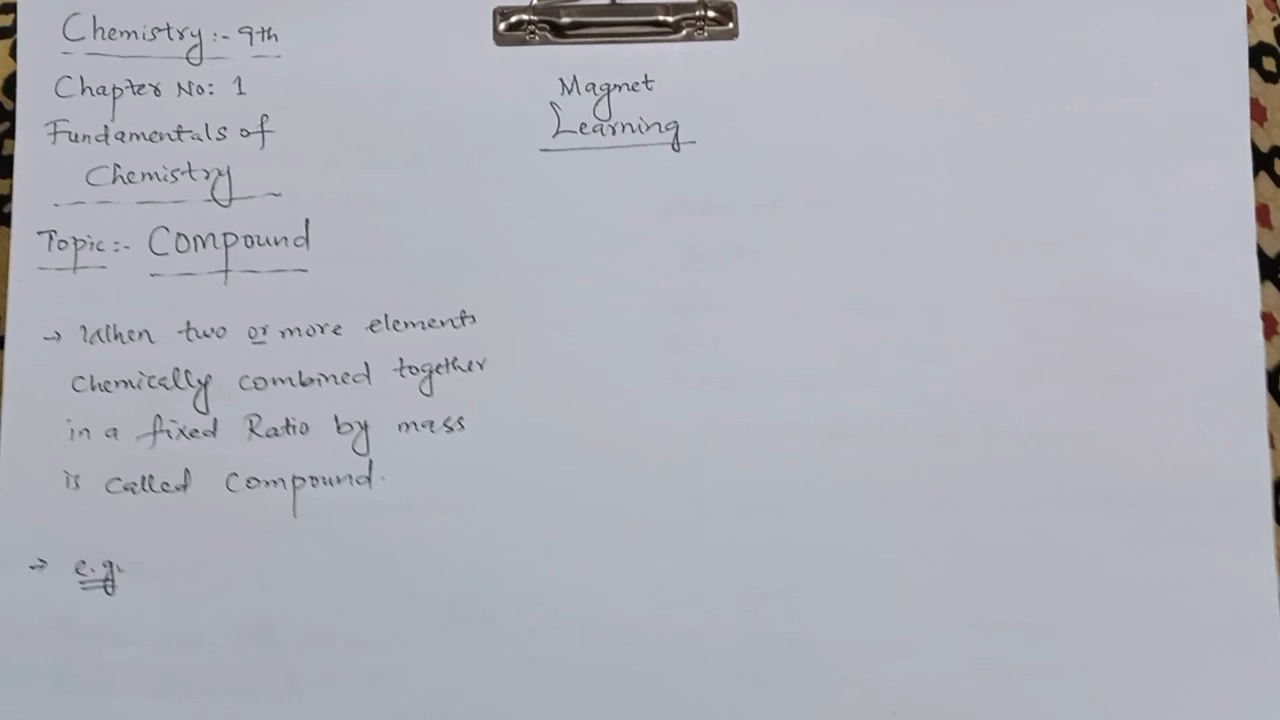 Chemistry:- 9th
Chapter No: 1
Fundamentals of
Chemistry
Magnet
Learning
Topic:- Compound
→ When two or more elements
chemically combined together
in a fixed Ratio by mass
is called compound.
→ e.g.